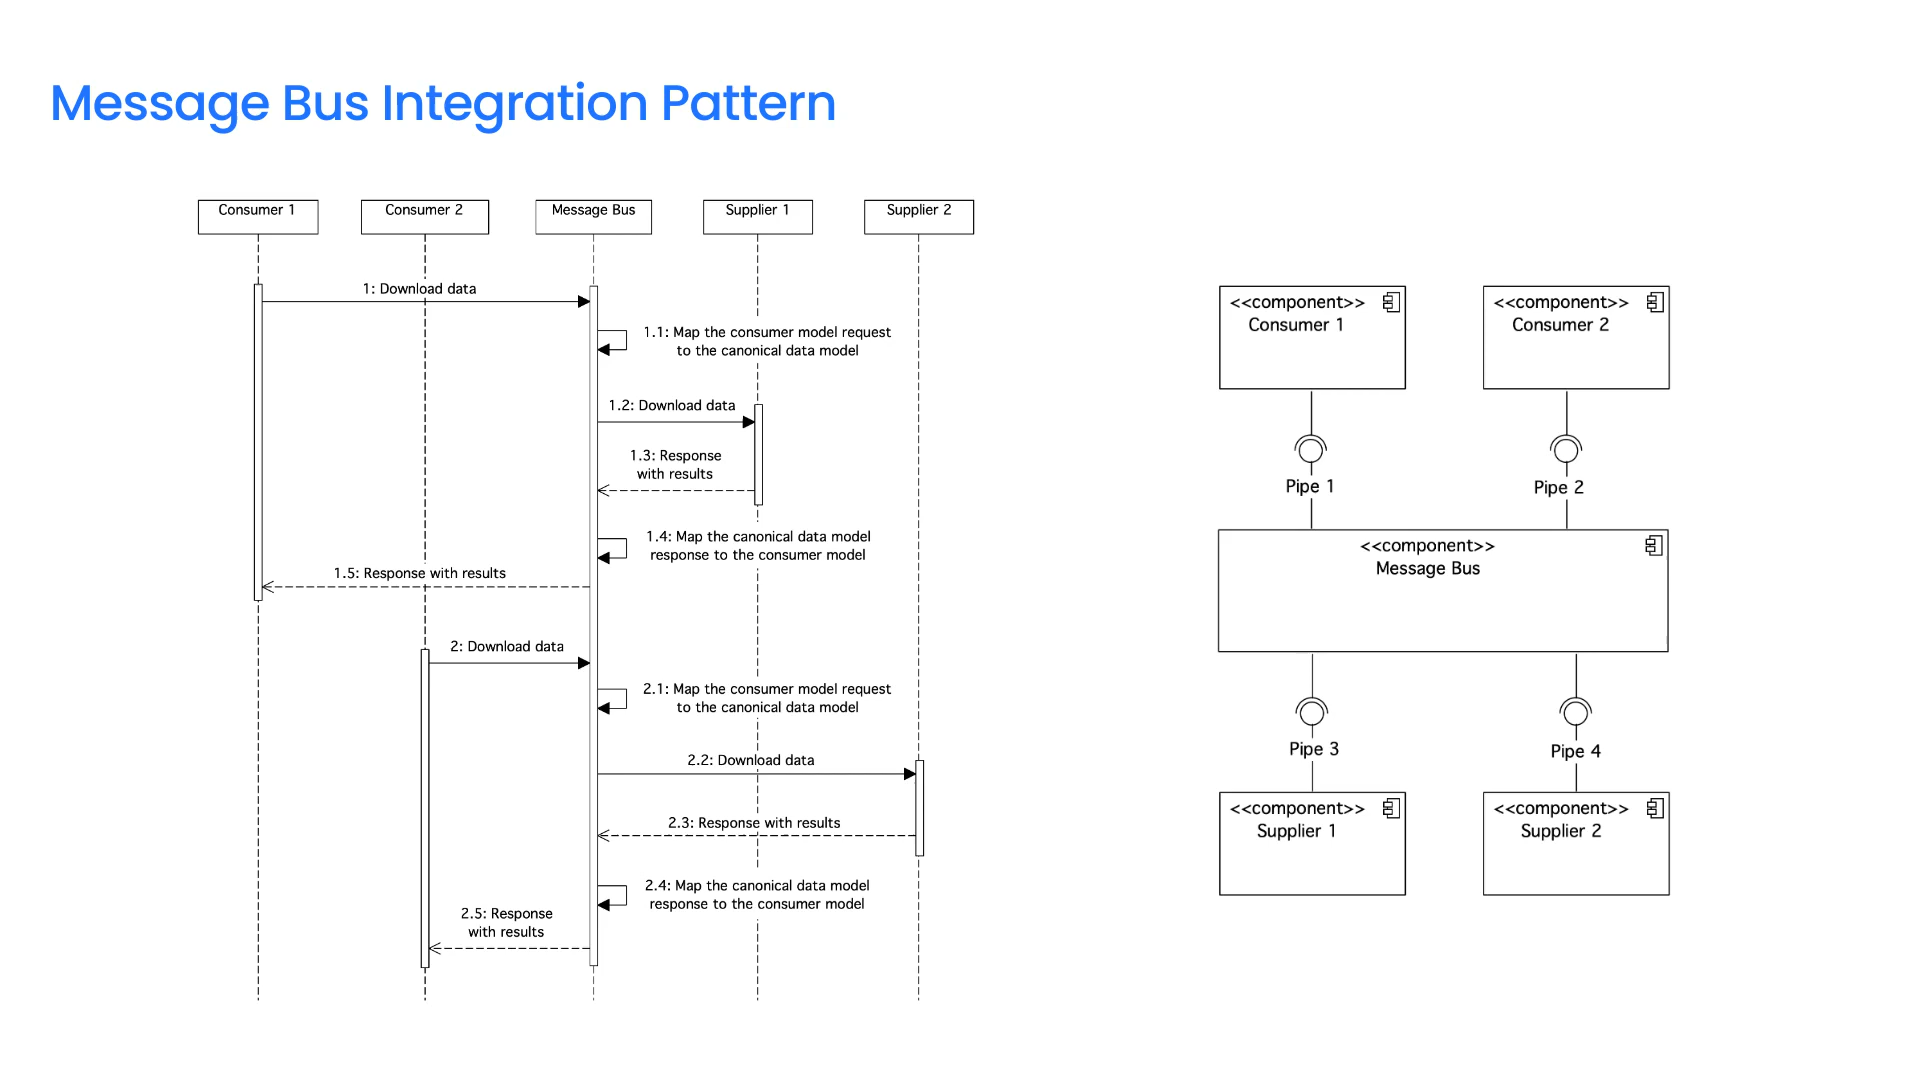 Message Bus Integration Pattern
Consumer 1
Consumer 2
Message Bus
Supplier 1
Supplier 2
1: Download data
1.1: Map the consumer model request
to the canonical data model
1.2: Download data
1.3: Response
with results
1.4: Map the canonical data model
response to the consumer model
1.5: Response with results
2: Download data
2.1: Map the consumer model request
to the canonical data model
2.2: Download data
2.3: Response with results
2.4: Map the canonical data model
response to the consumer model
2.5: Response
with results
<<component>>
Consumer 1
<<component>>
Consumer 2
Pipe 1
Pipe 2
<<component>>
Message Bus
Pipe 3
Pipe 4
<<component>>
Supplier 1
<<component>>
Supplier 2